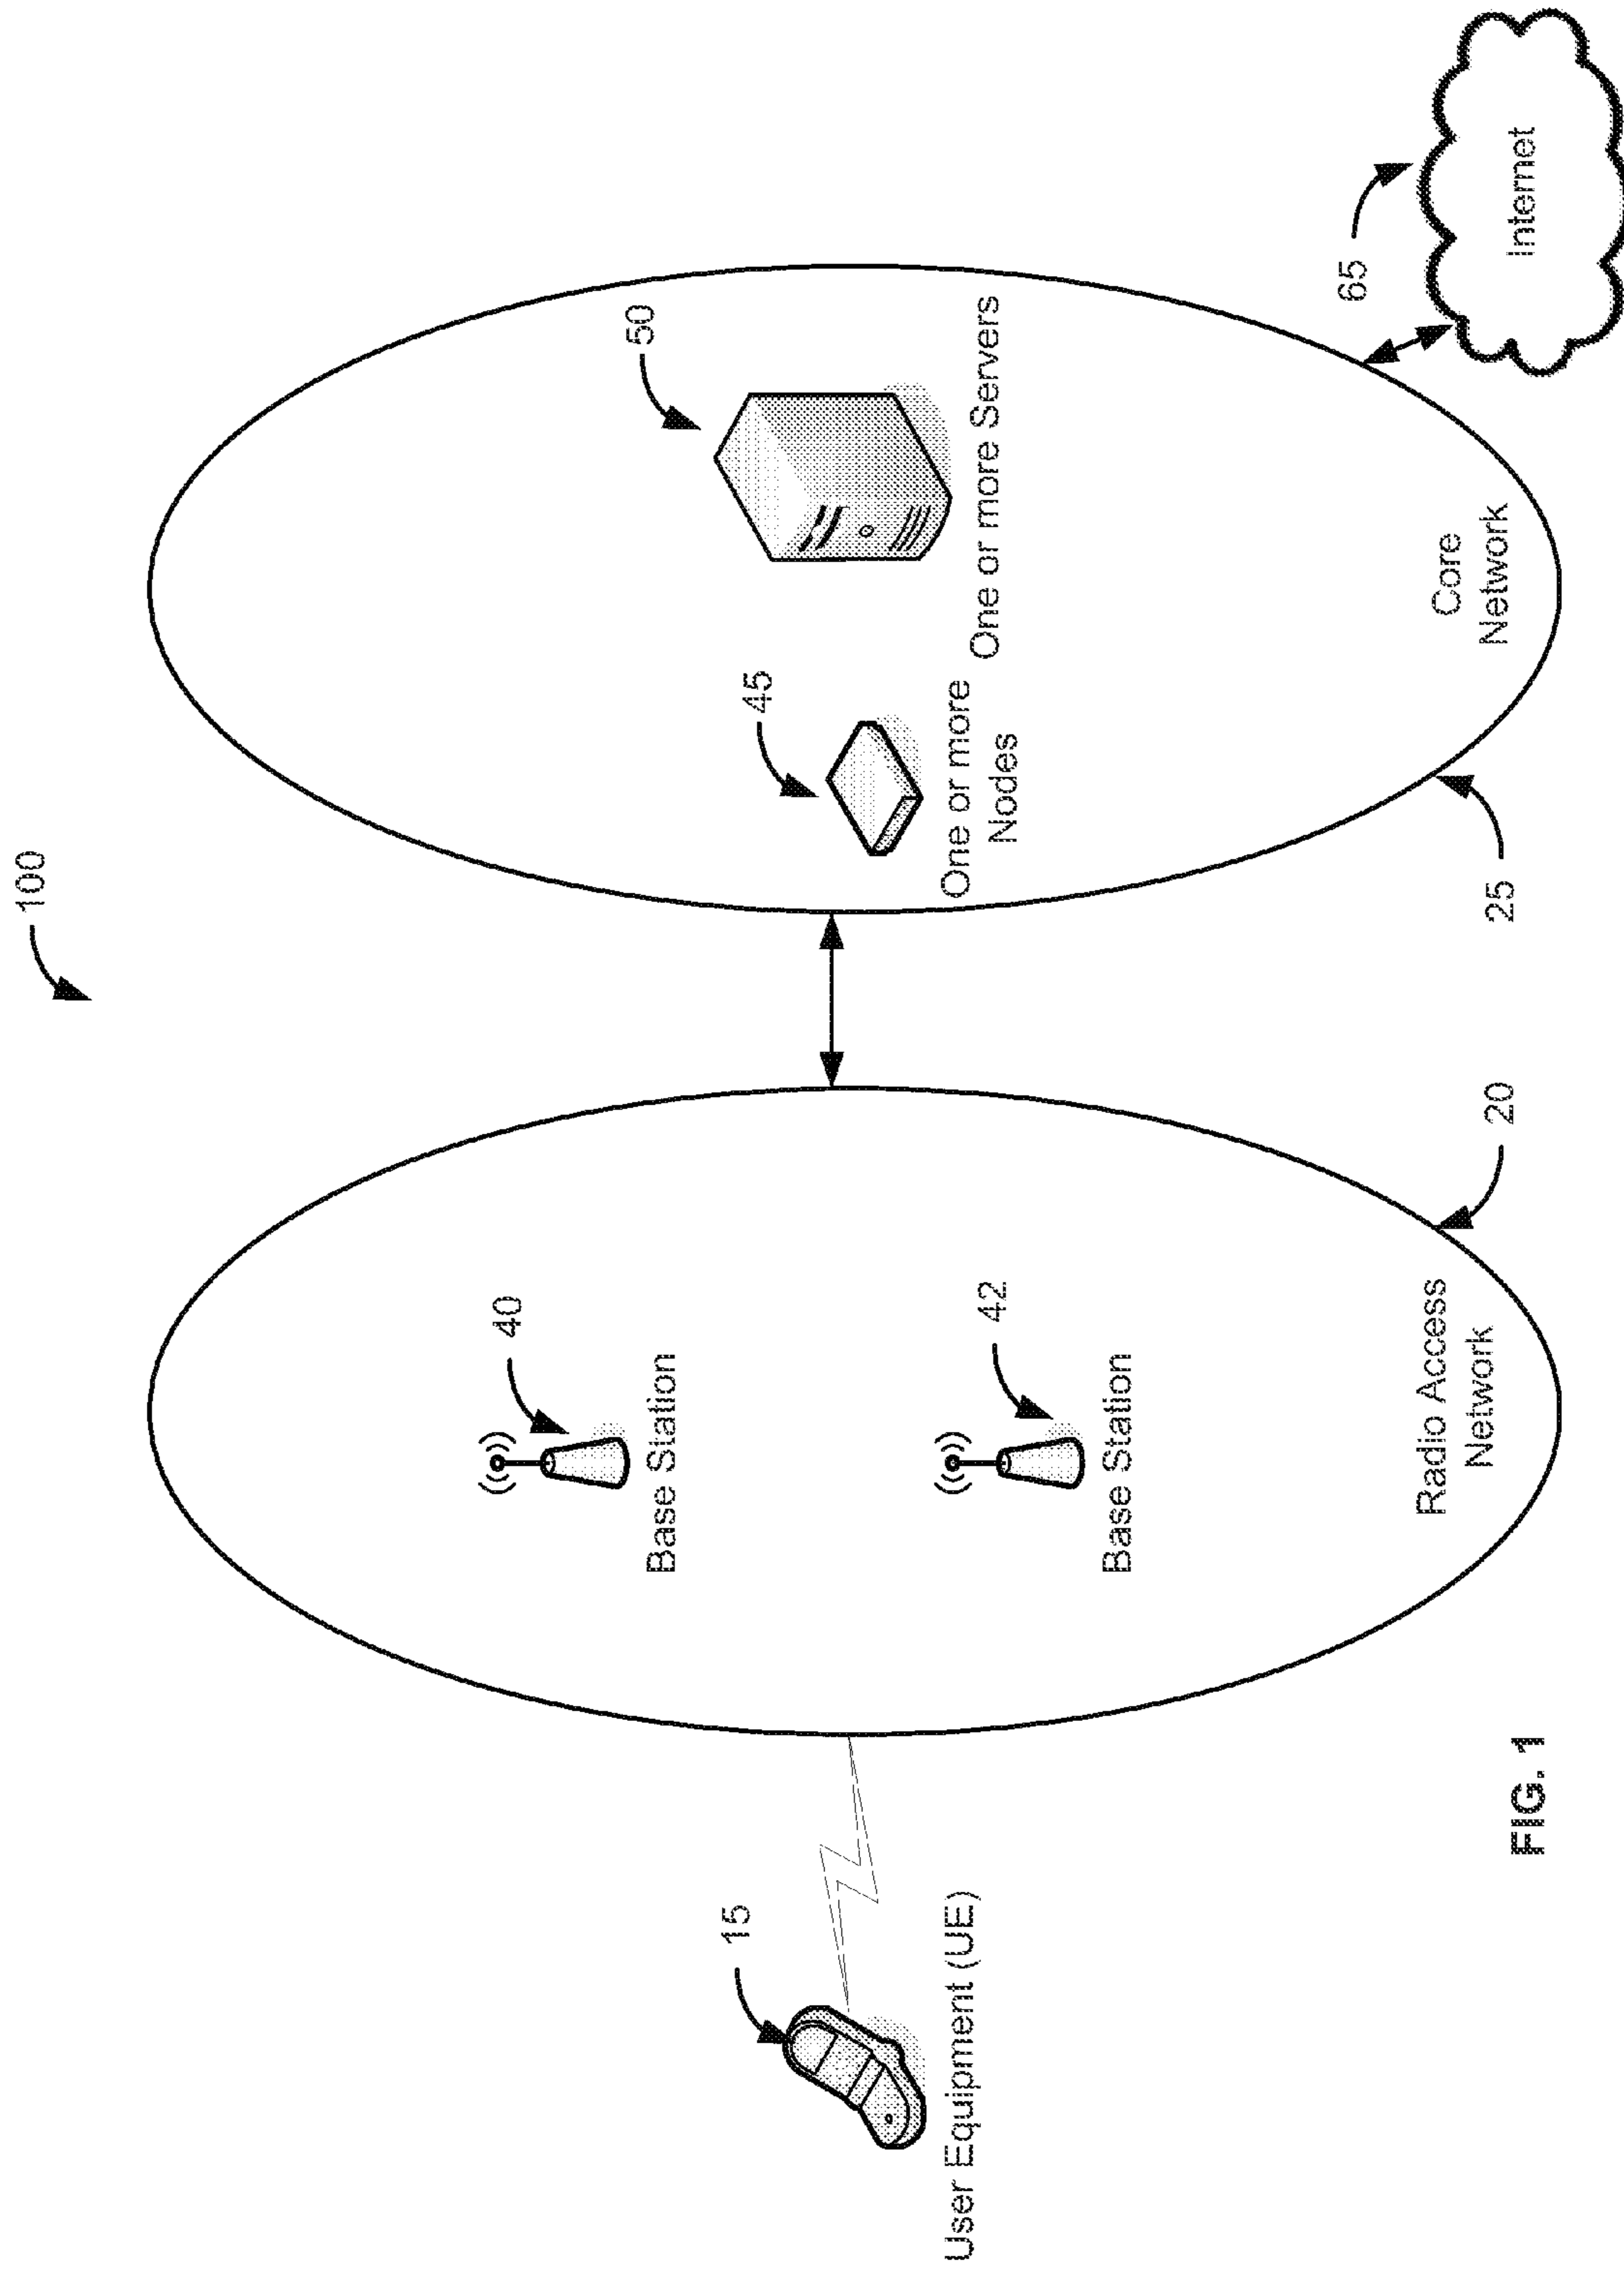 100
15
User Equipment (UE)
40
Base Station
42
Base Station
Radio Access
Network
20
45
One or more
Nodes
50
One or more Servers
Core
Network
25
65
Internet
FIG. 1